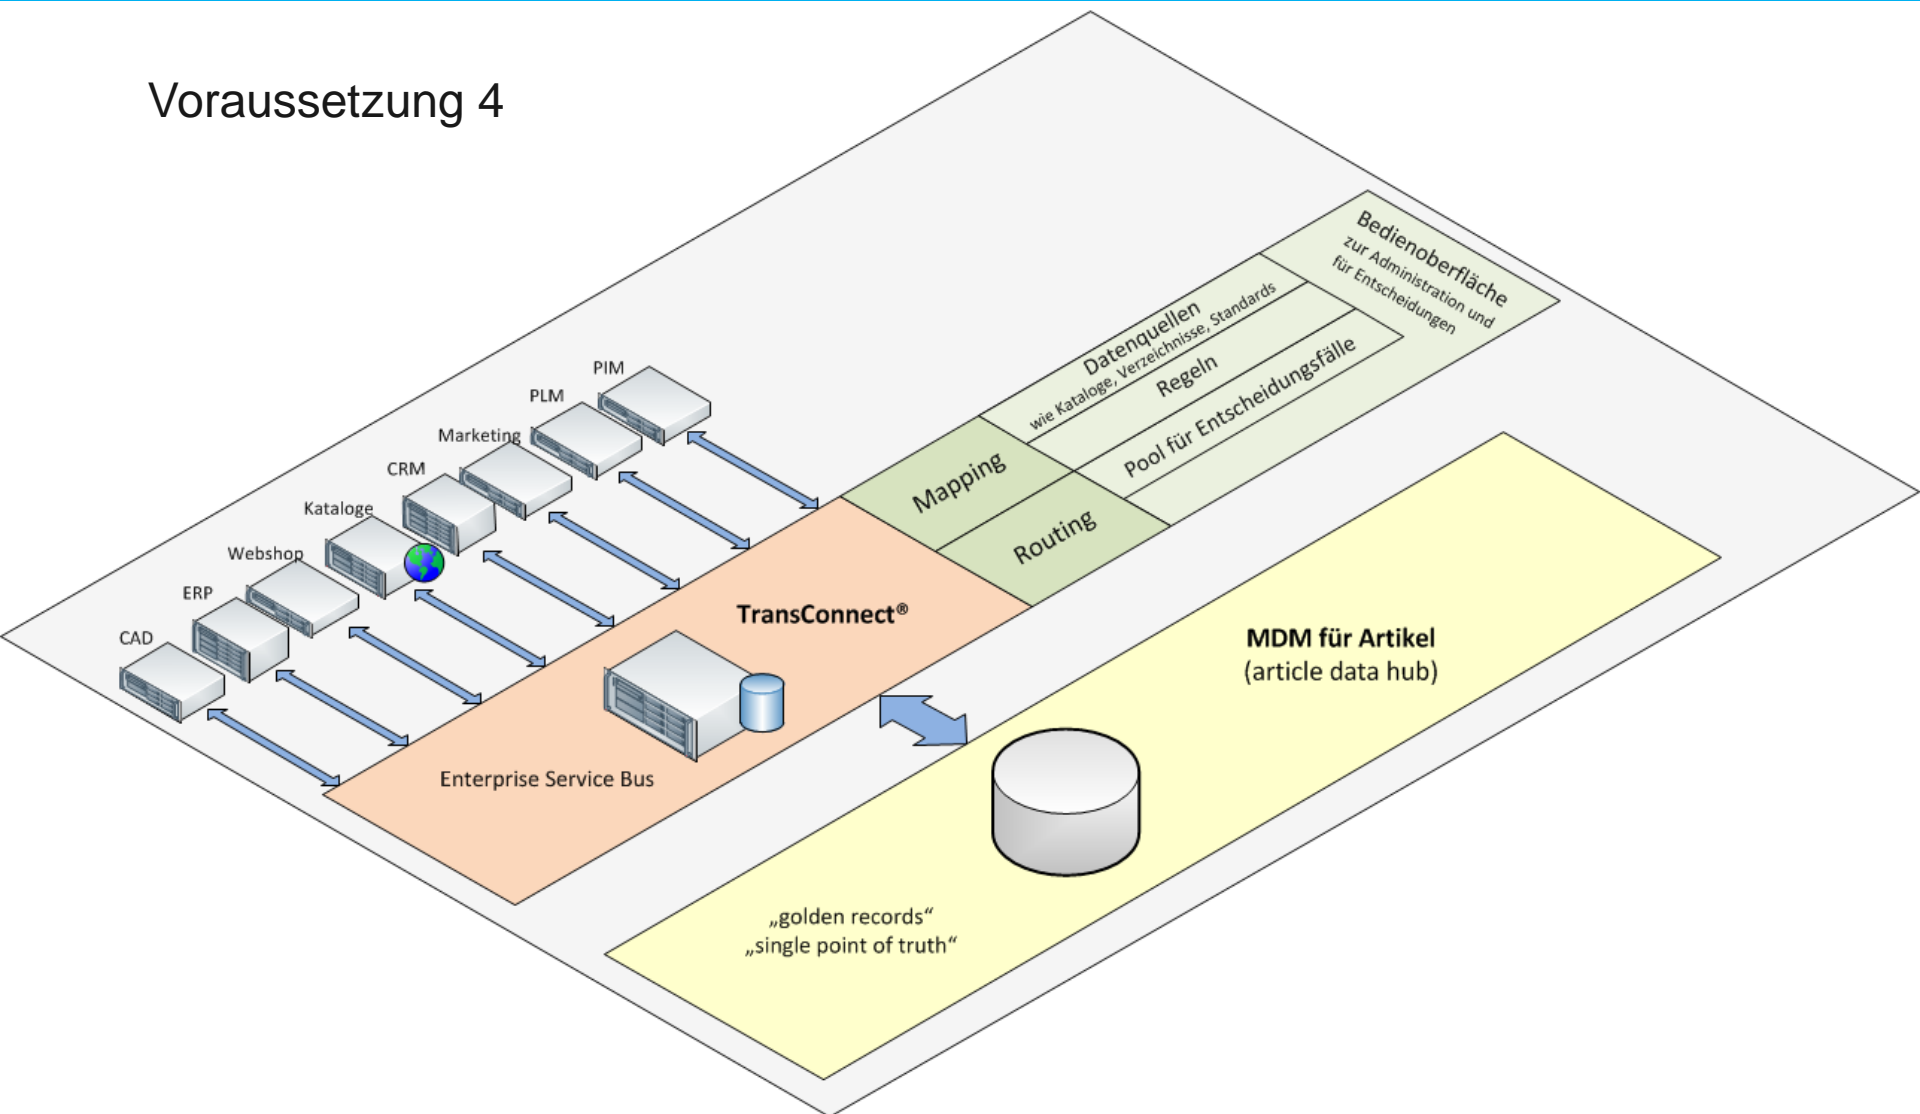 Voraussetzung 4
Bedienoberfläche
zur Administration und
für Entscheidungen
Datenquellen
wie Kataloge, Verzeichnisse, Standards
Regeln
Pool für Entscheidungsfälle
Mapping
Routing
PIM
PLM
Marketing
CRM
Kataloge
Webshop
ERP
CAD
TransConnect®
Enterprise Service Bus
MDM für Artikel
(article data hub)
„golden records“
„single point of truth“